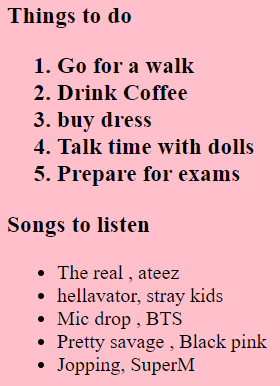 Things to do
1. Go for a walk
2. Drink Coffee
3. buy dress
4. Talk time with dolls
5. Prepare for exams
Songs to listen
• The real , ateez
• hellavator, stray kids
• Mic drop , BTS
• Pretty savage , Black pink
• Jopping, SuperM